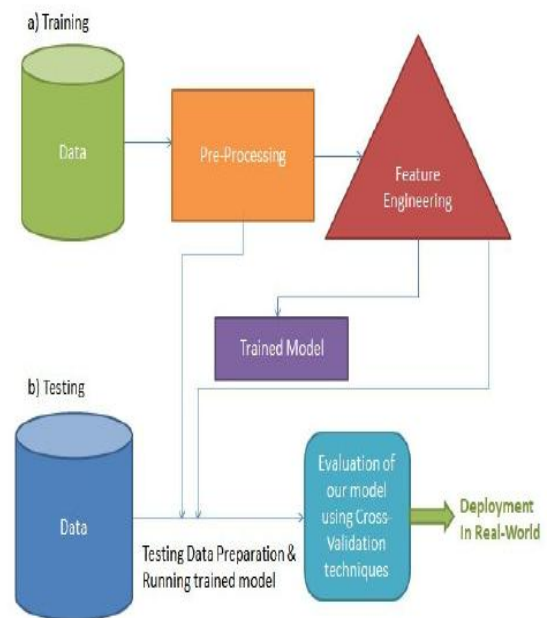 a) Training
Data
Pre-Processing
Feature
Engineering
Trained Model
b) Testing
Data
Testing Data Preparation &
Running trained model
Evaluation of
our model
using Cross-
Validation
techniques
Deployment
In Real-World